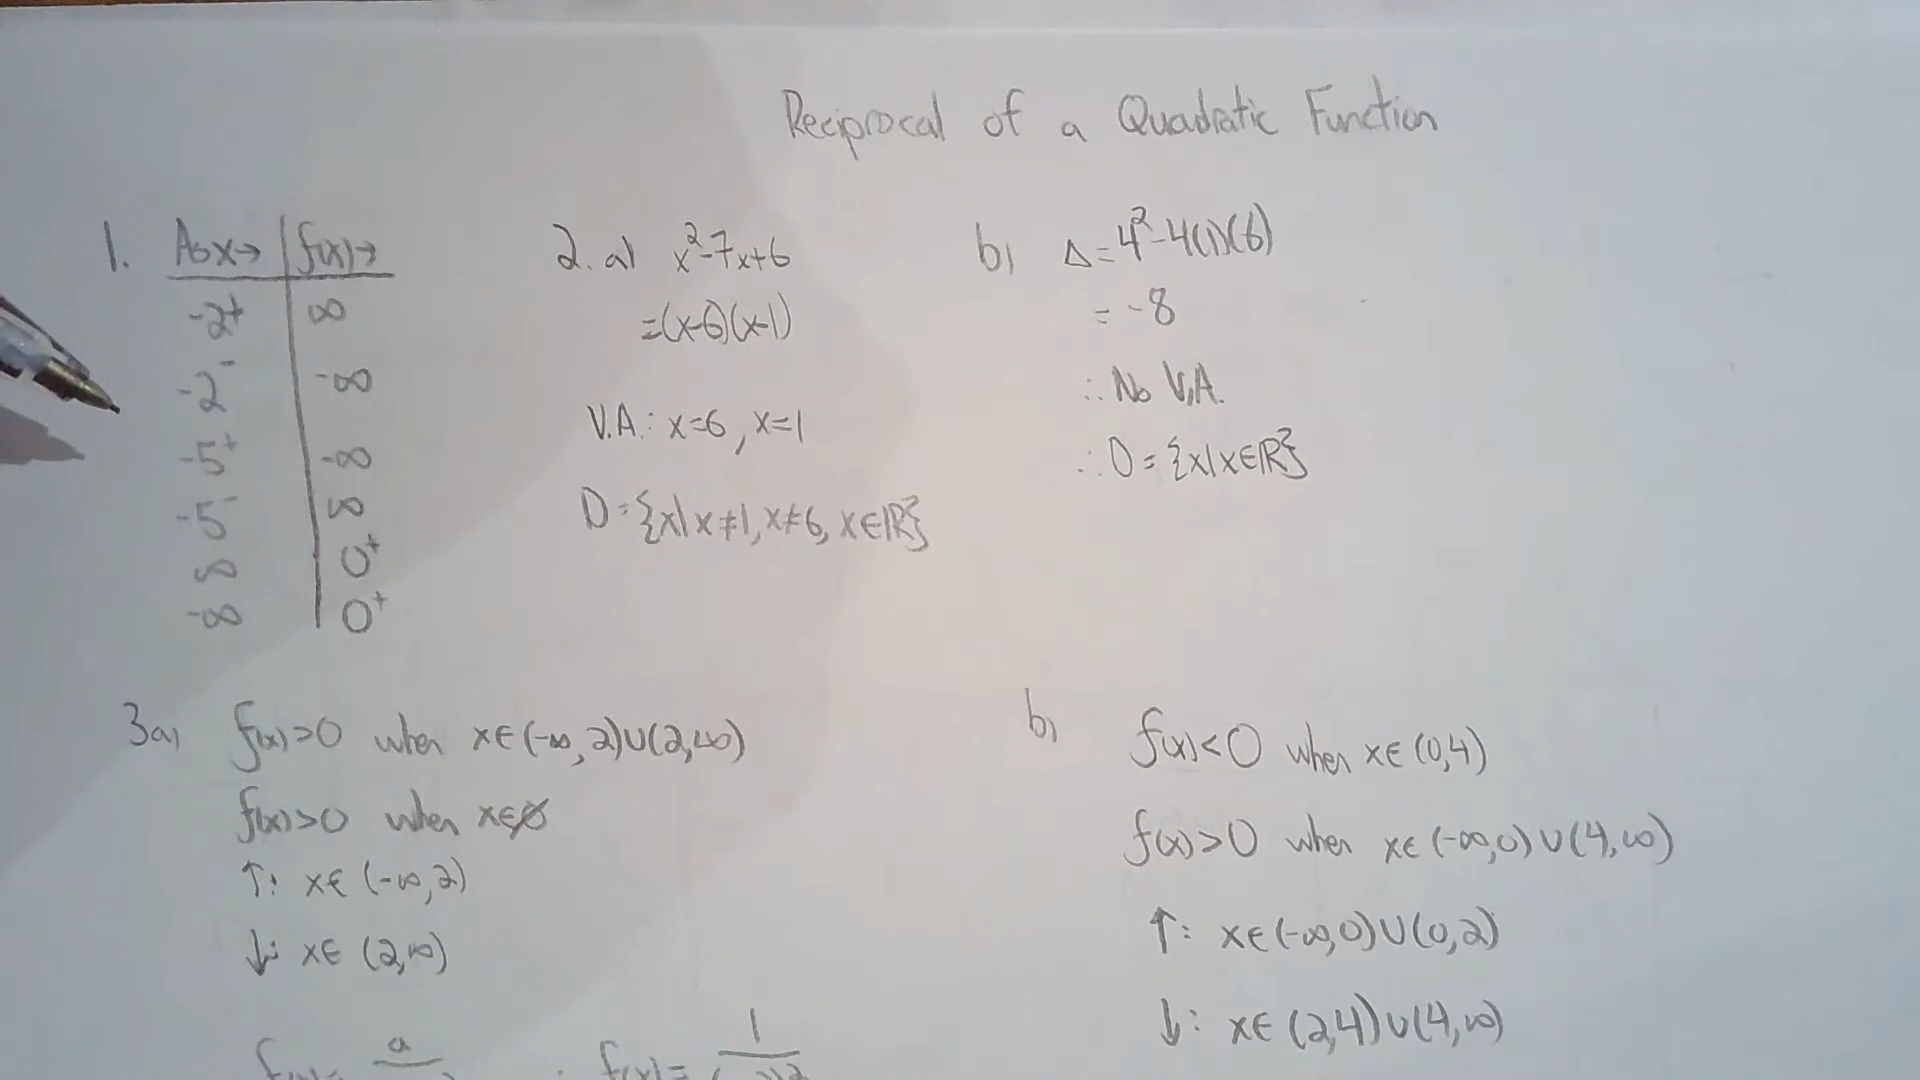 Reciprocal of a Quadratic Function
1. As x→ | f(x)→
-2⁺ | ∞
-2⁻ | -∞
-5⁺ | -∞
-5⁻ | ∞
∞ | 0⁺
-∞ | 0⁺
2. a) x²-7x+6
=(x-6)(x-1)
V.A.: x=6, x=1
D={x|x≠1, x≠6, x∈ℝ}
b) Δ=4²-4(1)(6)
= -8
∴ No V.A.
∴ D={x|x∈ℝ}
3a) f(x)>0 when x∈(-∞,2)∪(2,∞)
f(x)>0 when x∈∅
↑: x∈(-∞,2)
↓: x∈(2,∞)
b) f(x)<0 when x∈(0,4)
f(x)>0 when x∈(-∞,0)∪(4,∞)
↑: x∈(-∞,0)∪(0,2)
↓: x∈(2,4)∪(4,∞)